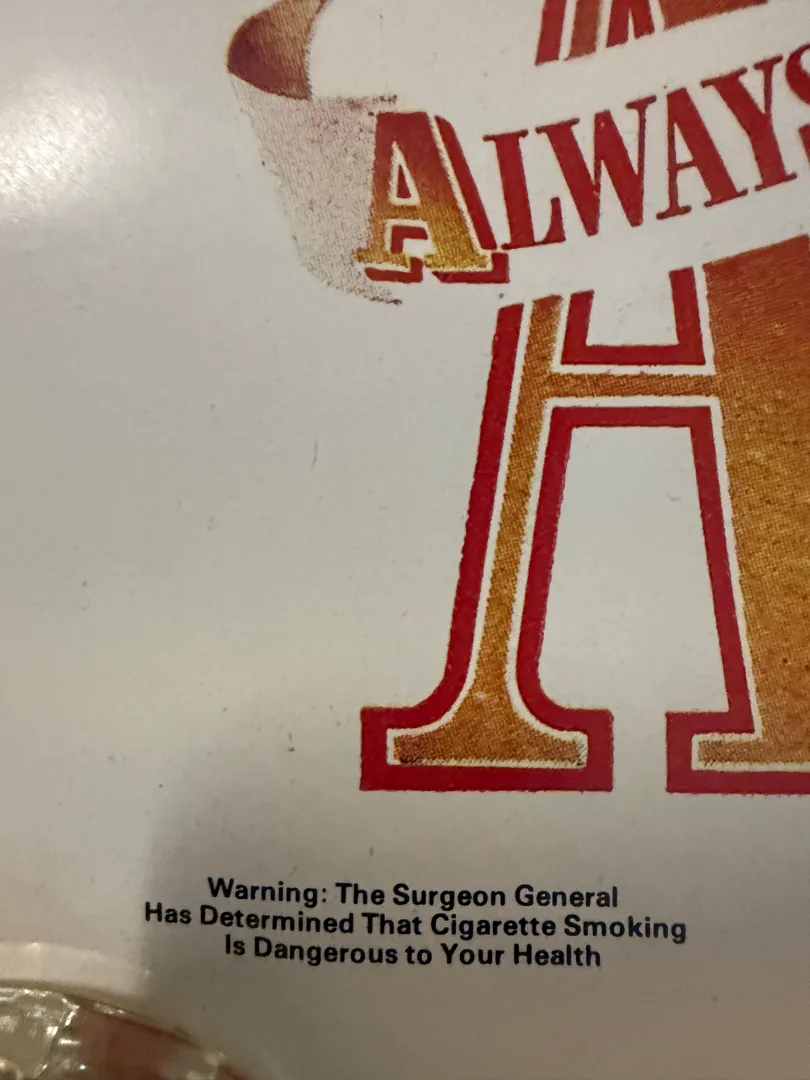 A ALWAYS
A
Warning: The Surgeon General
Has Determined That Cigarette Smoking
Is Dangerous to Your Health